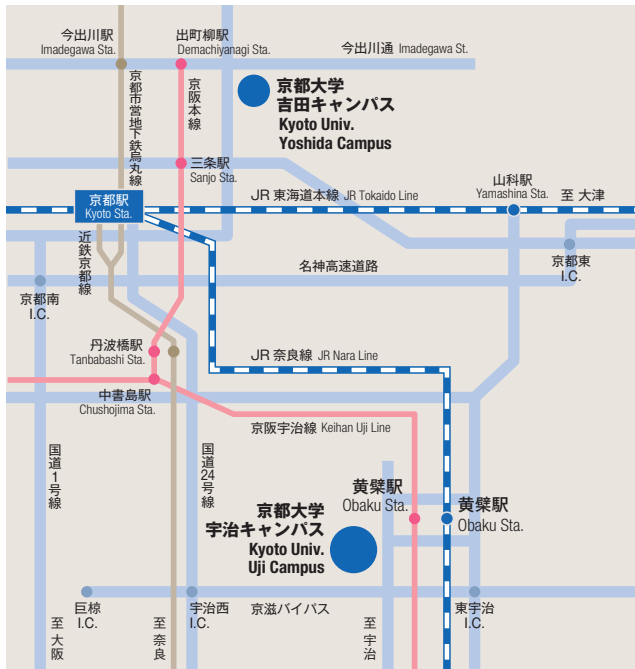 今出川駅
Imadegawa Sta.
出町柳駅
Demachiyanagi Sta.
今出川通 Imadegawa St.
京都市営地下鉄烏丸線
京阪本線
京都大学
吉田キャンパス
Kyoto Univ.
Yoshida Campus
三条駅
Sanjo Sta.
山科駅
Yamashina Sta.
京都駅
Kyoto Sta.
JR 東海道本線 JR Tokaido Line
至 大津
近鉄京都線
名神高速道路
京都東
I.C.
京都南
I.C.
丹波橋駅
Tanbabashi Sta.
JR 奈良線 JR Nara Line
中書島駅
Chushojima Sta.
京阪宇治線 Keihan Uji Line
国道1号線
国道24号線
黄檗駅
Obaku Sta.
黄檗駅
Obaku Sta.
京都大学
宇治キャンパス
Kyoto Univ.
Uji Campus
巨椋
I.C.
宇治西
I.C.
京滋バイパス
東宇治
I.C.
至大阪
至奈良
至宇治